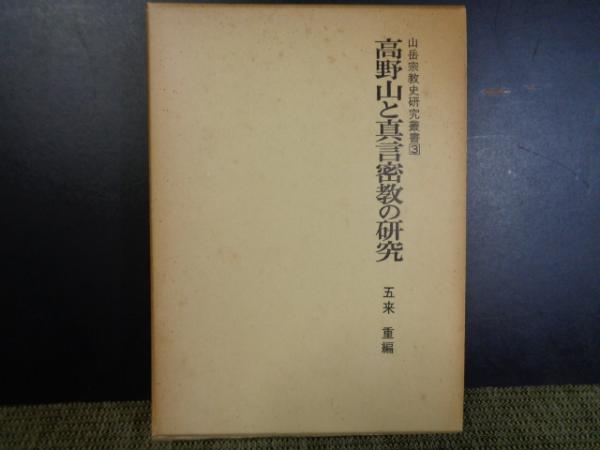 山岳宗教史研究叢書3
高野山と真言密教の研究
五来 重編